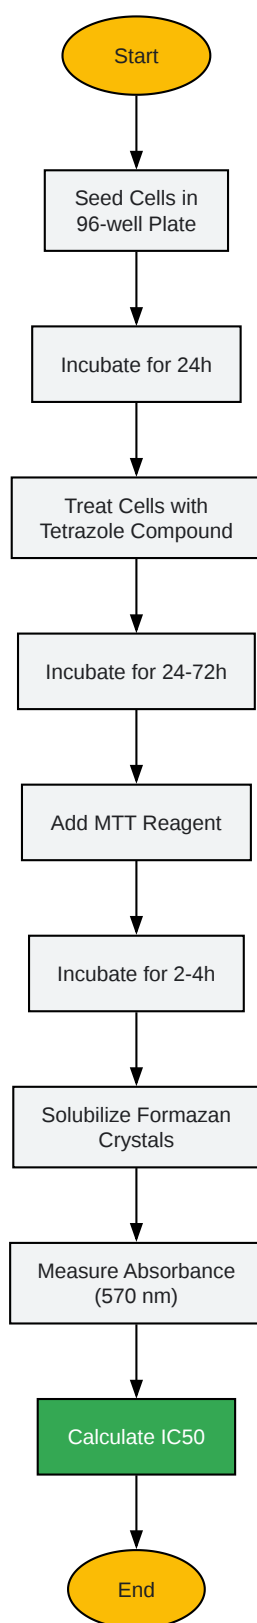 Start
Seed Cells in
96-well Plate
Incubate for 24h
Treat Cells with
Tetrazole Compound
Incubate for 24-72h
Add MTT Reagent
Incubate for 2-4h
Solubilize Formazan
Crystals
Measure Absorbance
(570 nm)
Calculate IC50
End